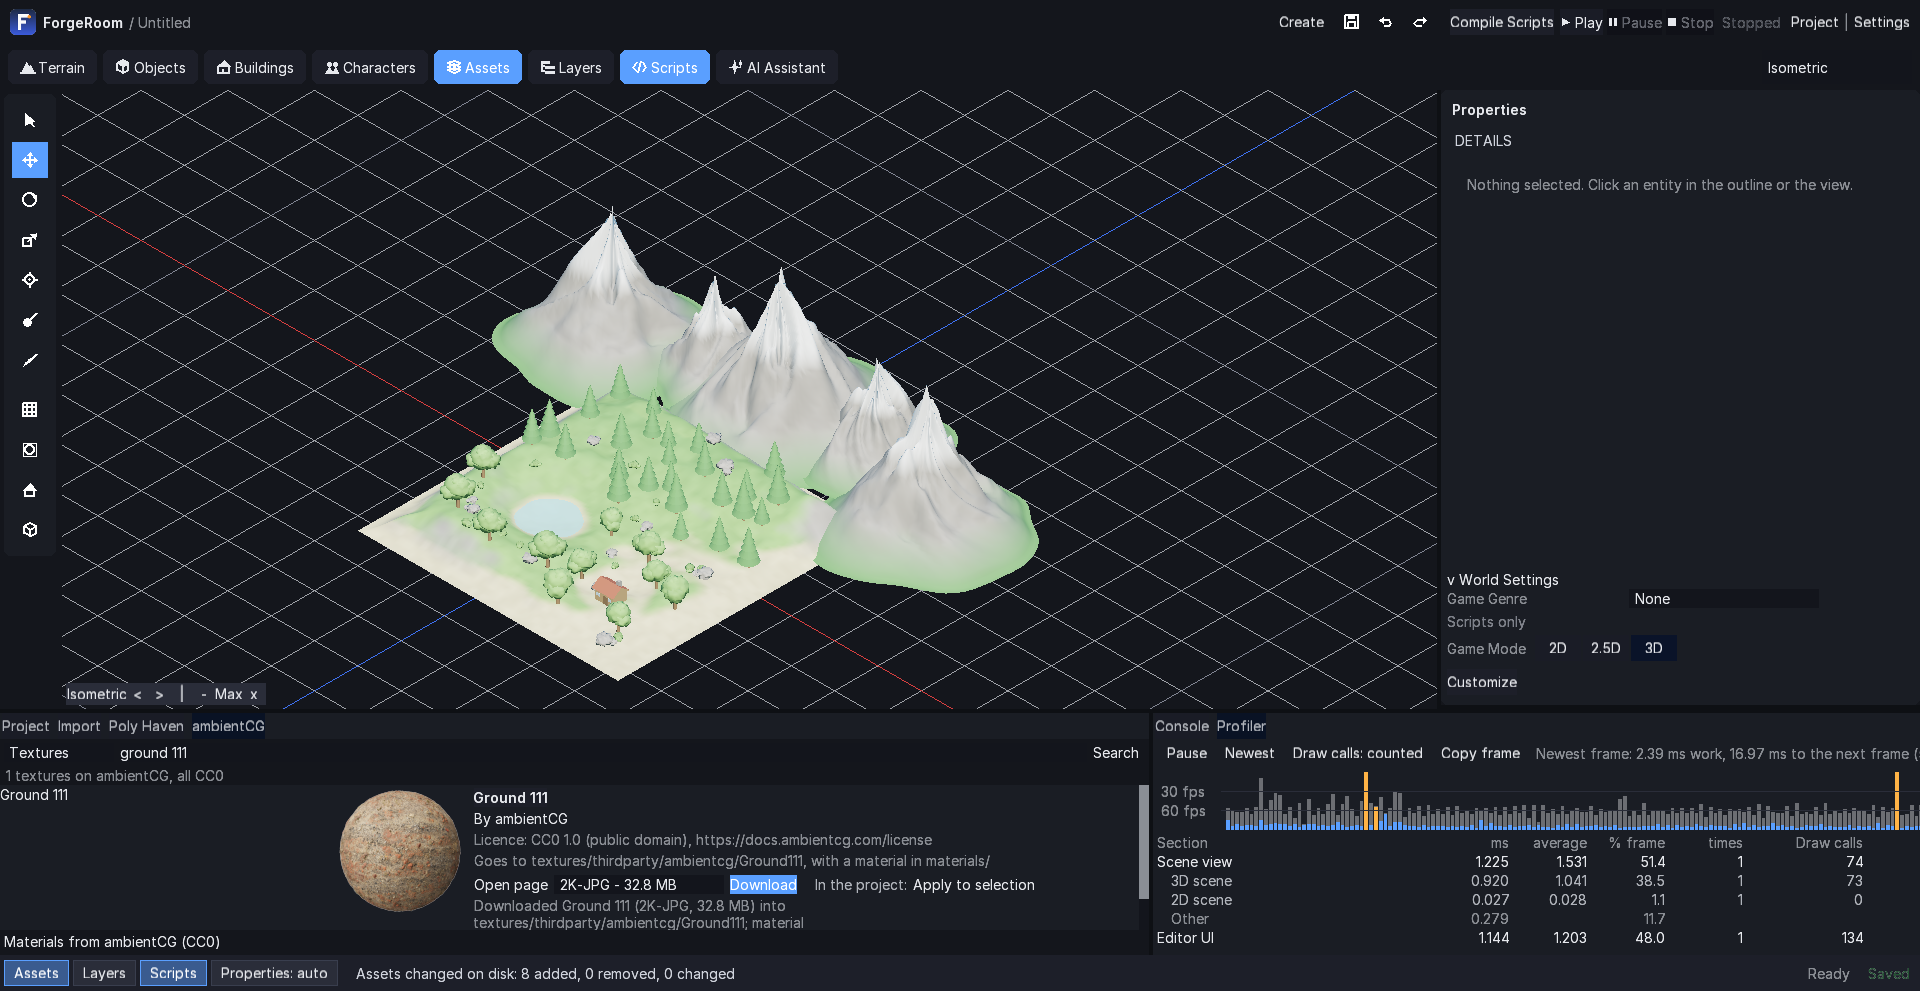 ForgeRoom / Untitled
Create Compile Scripts Play Pause Stop Stopped Project | Settings
Terrain Objects Buildings Characters Assets Layers Scripts AI Assistant Isometric
Properties
DETAILS
Nothing selected. Click an entity in the outline or the view.
v World Settings
Game Genre None
Scripts only
Game Mode 2D 2.5D 3D
Customize
Isometric < > | - Max x
Project Import Poly Haven ambientCG
Textures ground 111 Search
1 textures on ambientCG, all CC0
Ground 111
Ground 111
By ambientCG
Licence: CC0 1.0 (public domain), https://docs.ambientcg.com/license
Goes to textures/thirdparty/ambientcg/Ground111, with a material in materials/
Open page 2K-JPG - 32.8 MB Download In the project: Apply to selection
Downloaded Ground 111 (2K-JPG, 32.8 MB) into
textures/thirdparty/ambientcg/Ground111; material
Materials from ambientCG (CC0)
Console Profiler
Pause Newest Draw calls: counted Copy frame Newest frame: 2.39 ms work, 16.97 ms to the next frame (
30 fps
60 fps
Section ms average % frame times Draw calls
Scene view 1.225 1.531 51.4 1 74
3D scene 0.920 1.041 38.5 1 73
2D scene 0.027 0.028 1.1 1 0
Other 0.279 11.7
Editor UI 1.144 1.203 48.0 1 134
Assets Layers Scripts Properties: auto Assets changed on disk: 8 added, 0 removed, 0 changed Ready Saved